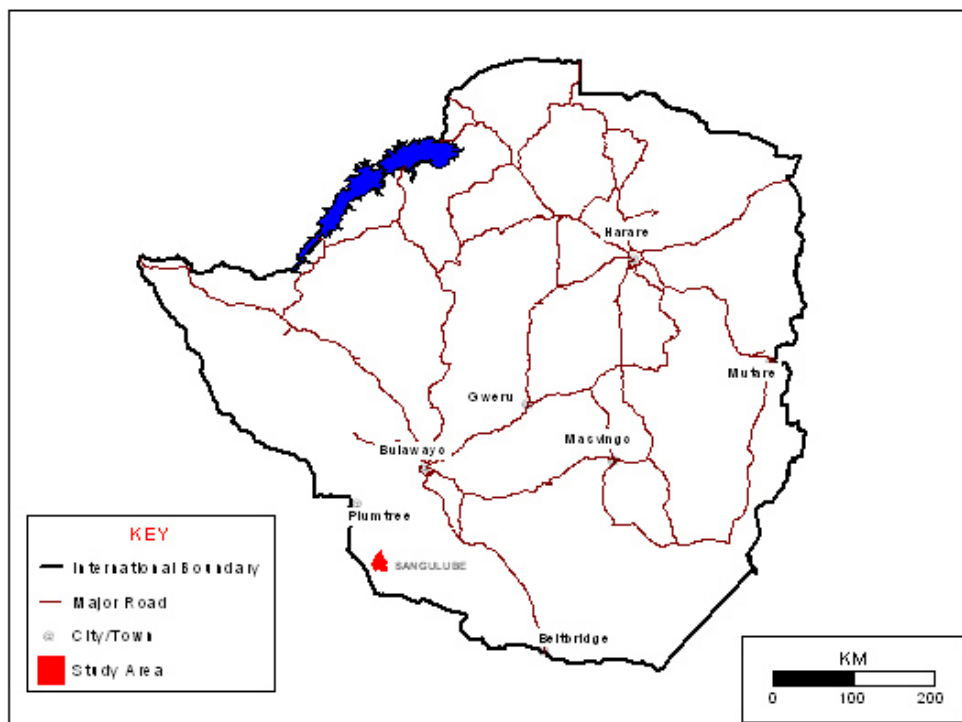 Harare
Mutare
Gweru
Masvingo
Bulawayo
Plumtree
SANGULUBE
Beitbridge
KEY
International Boundary
Major Road
City/Town
Study Area
KM
0 100 200